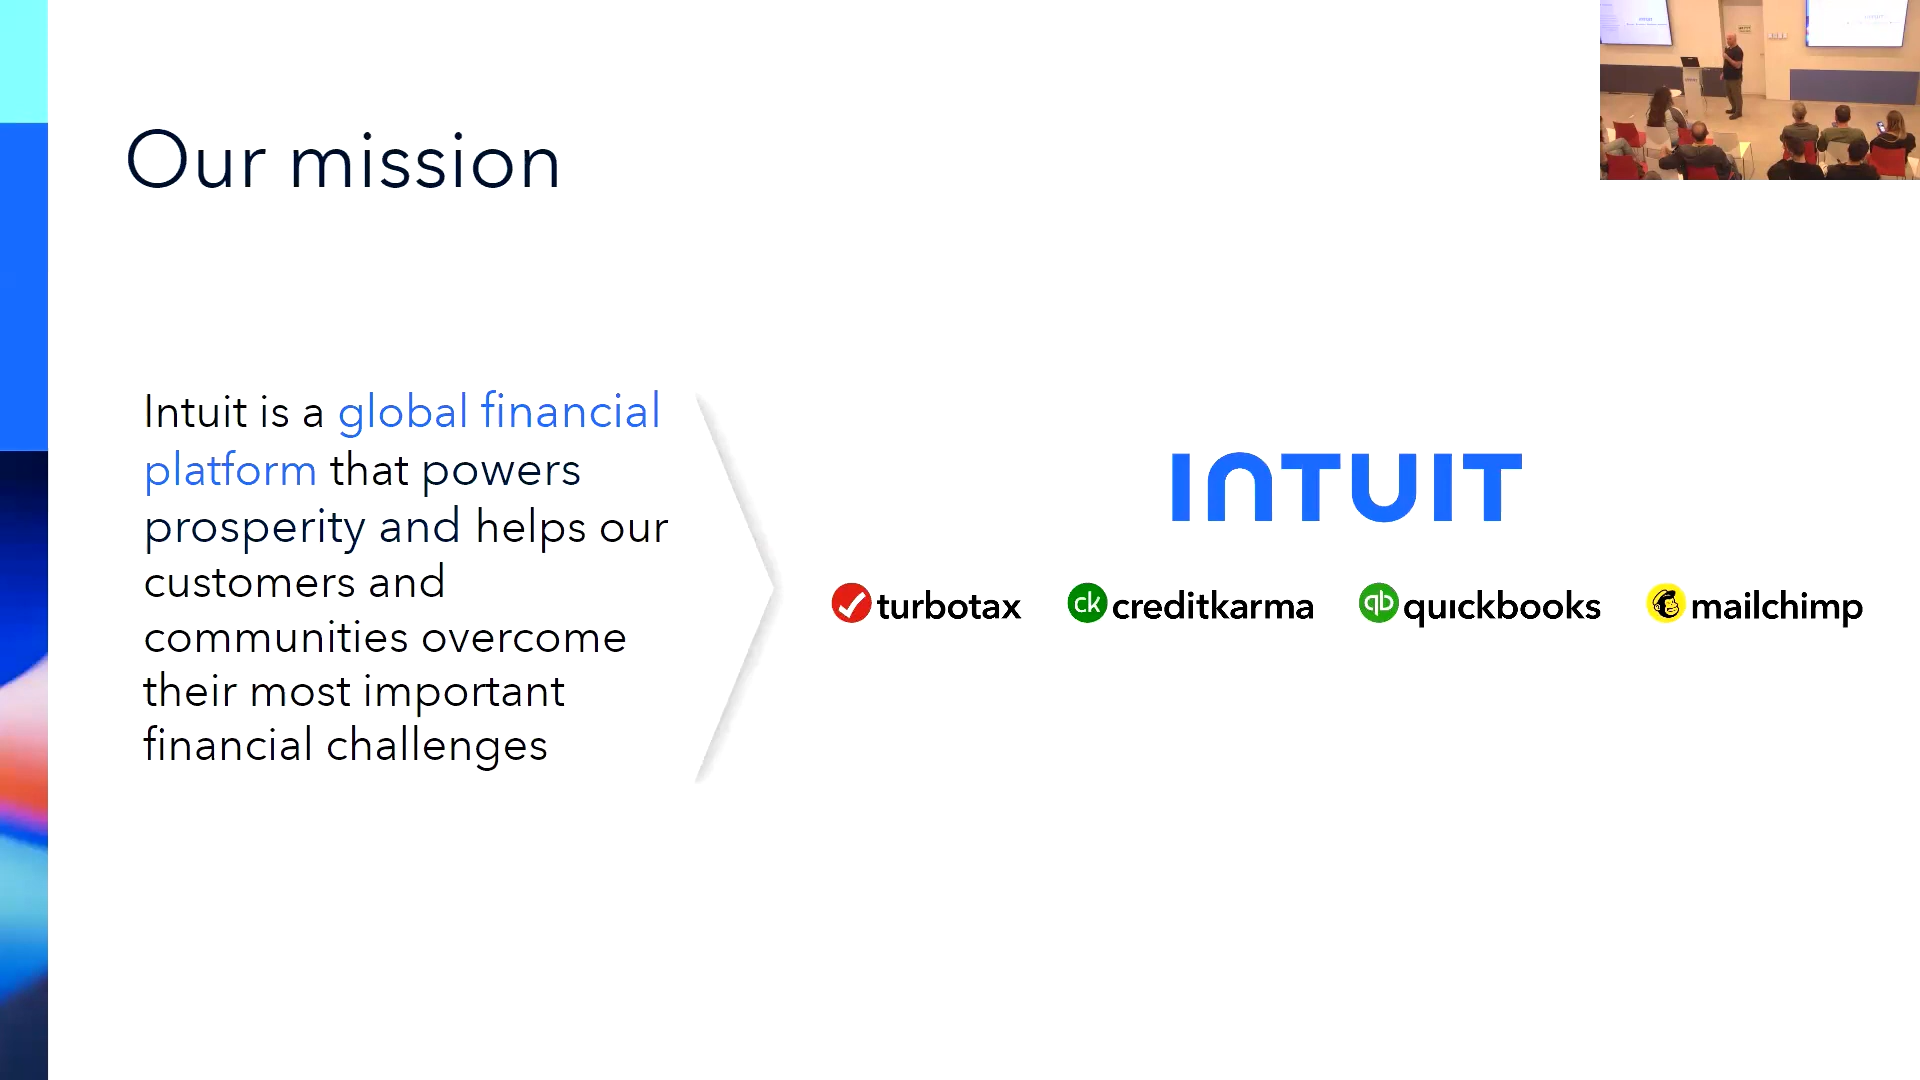 Our mission
Intuit is a global financial
platform that powers
prosperity and helps our
customers and
communities overcome
their most important
financial challenges
INTUIT
turbotax
ck creditkarma
qb quickbooks
mailchimp